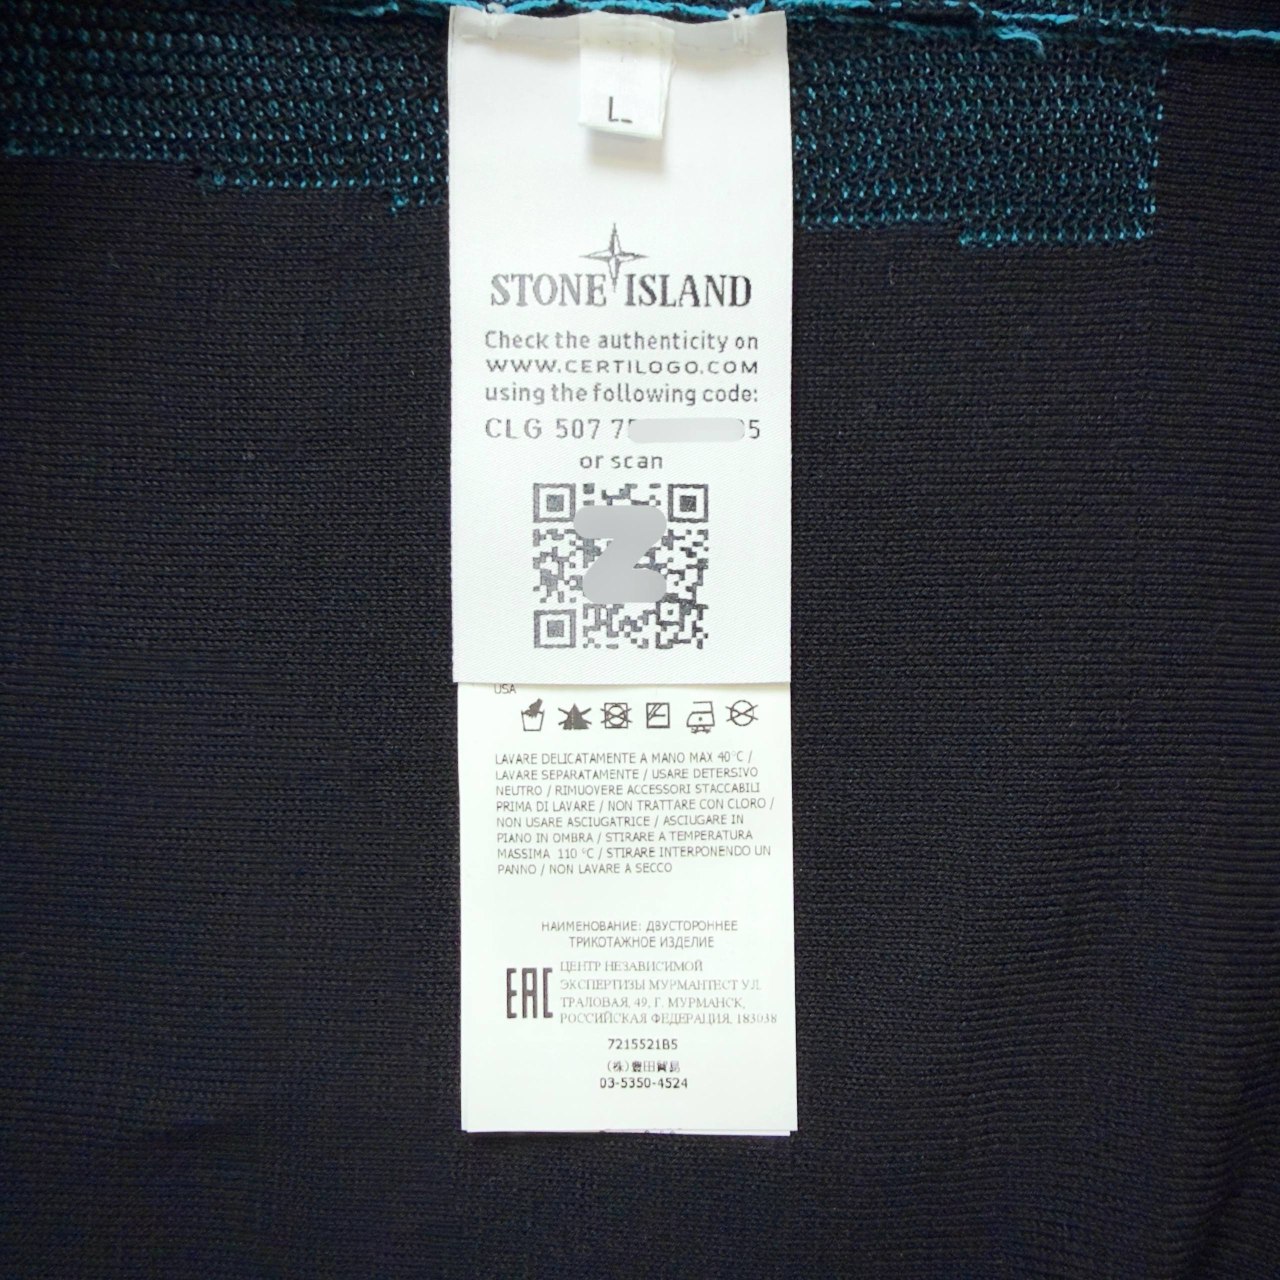 L
STONE ISLAND
Check the authenticity on
WWW.CERTILOGO.COM
using the following code:
CLG 507 7 5
or scan
USA
LAVARE DELICATAMENTE A MANO MAX 40°C /
LAVARE SEPARATAMENTE / USARE DETERSIVO
NEUTRO / RIMUOVERE ACCESSORI STACCABILI
PRIMA DI LAVARE / NON TRATTARE CON CLORO /
NON USARE ASCIUGATRICE / ASCIUGARE IN
PIANO IN OMBRA / STIRARE A TEMPERATURA
MASSIMA 110 °C / STIRARE INTERPONENDO UN
PANNO / NON LAVARE A SECCO
НАИМЕНОВАНИЕ: ДВУСТОРОННЕЕ
ТРИКОТАЖНОЕ ИЗДЕЛИЕ
EAC
ЦЕНТР НЕЗАВИСИМОЙ
ЭКСПЕРТИЗЫ МУРМАНТЕСТ УЛ.
ТРАЛОВАЯ, 49, Г. МУРМАНСК,
РОССИЙСКАЯ ФЕДЕРАЦИЯ, 183038
7215521B5
(株)豊田貿易
03-5350-4524